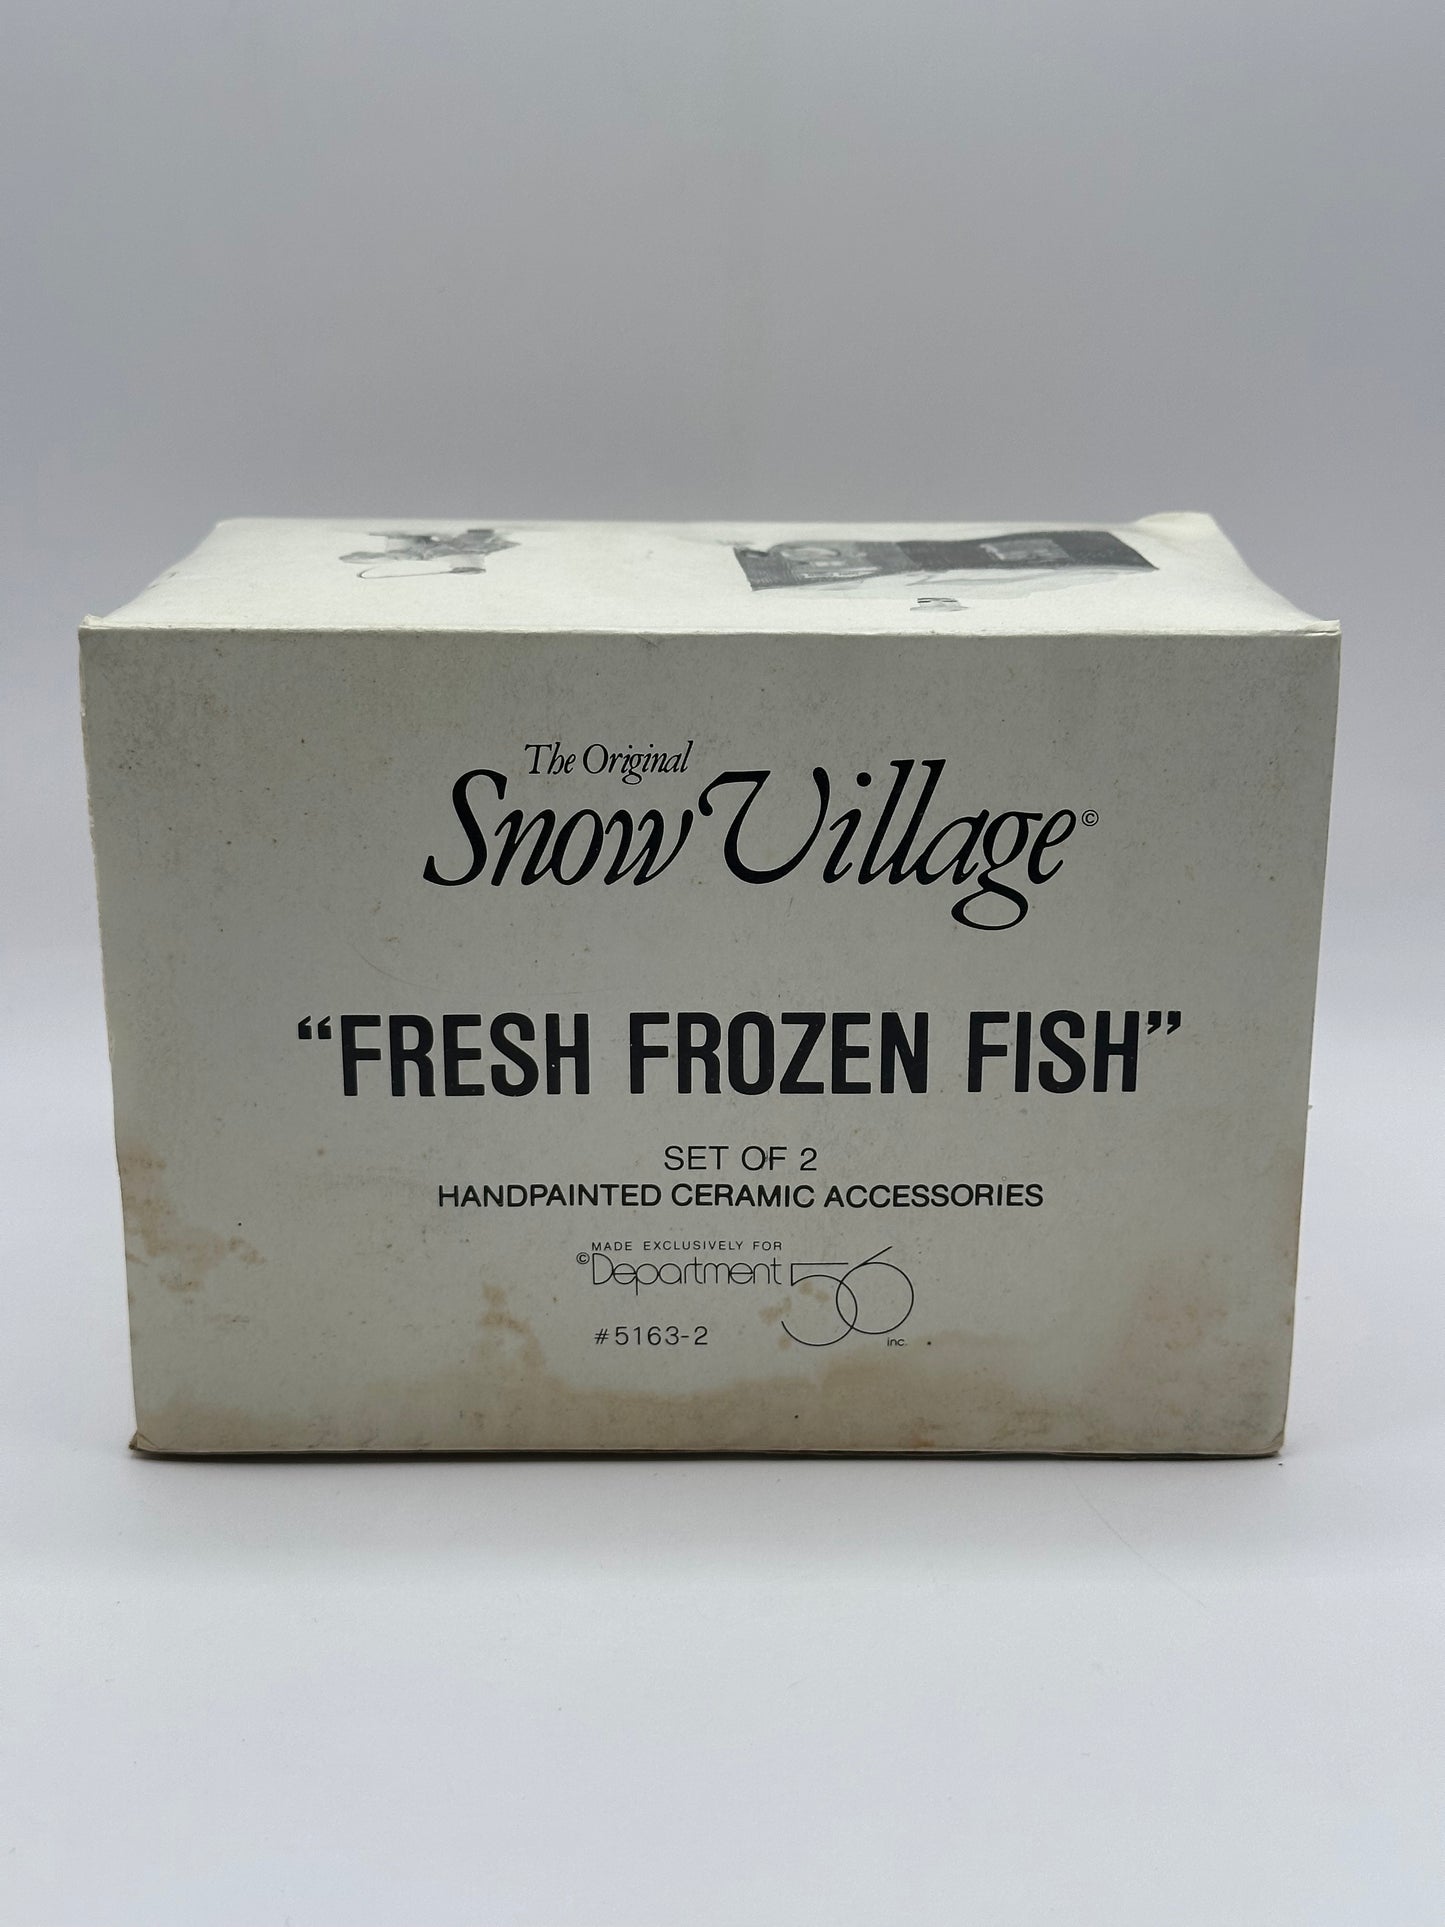 The Original
Snow Village©
“FRESH FROZEN FISH”
SET OF 2
HANDPAINTED CERAMIC ACCESSORIES
MADE EXCLUSIVELY FOR
©Department 56
inc.
#5163-2